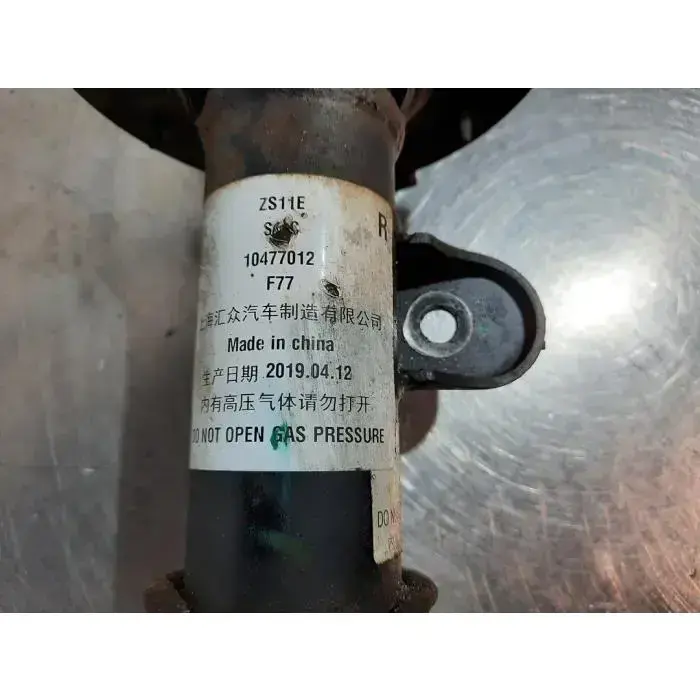 ZS11E
R
10477012
F77
上海汇众汽车制造有限公司
Made in china
生产日期 2019.04.12
内有高压气体请勿打开
DO NOT OPEN GAS PRESSURE
DO